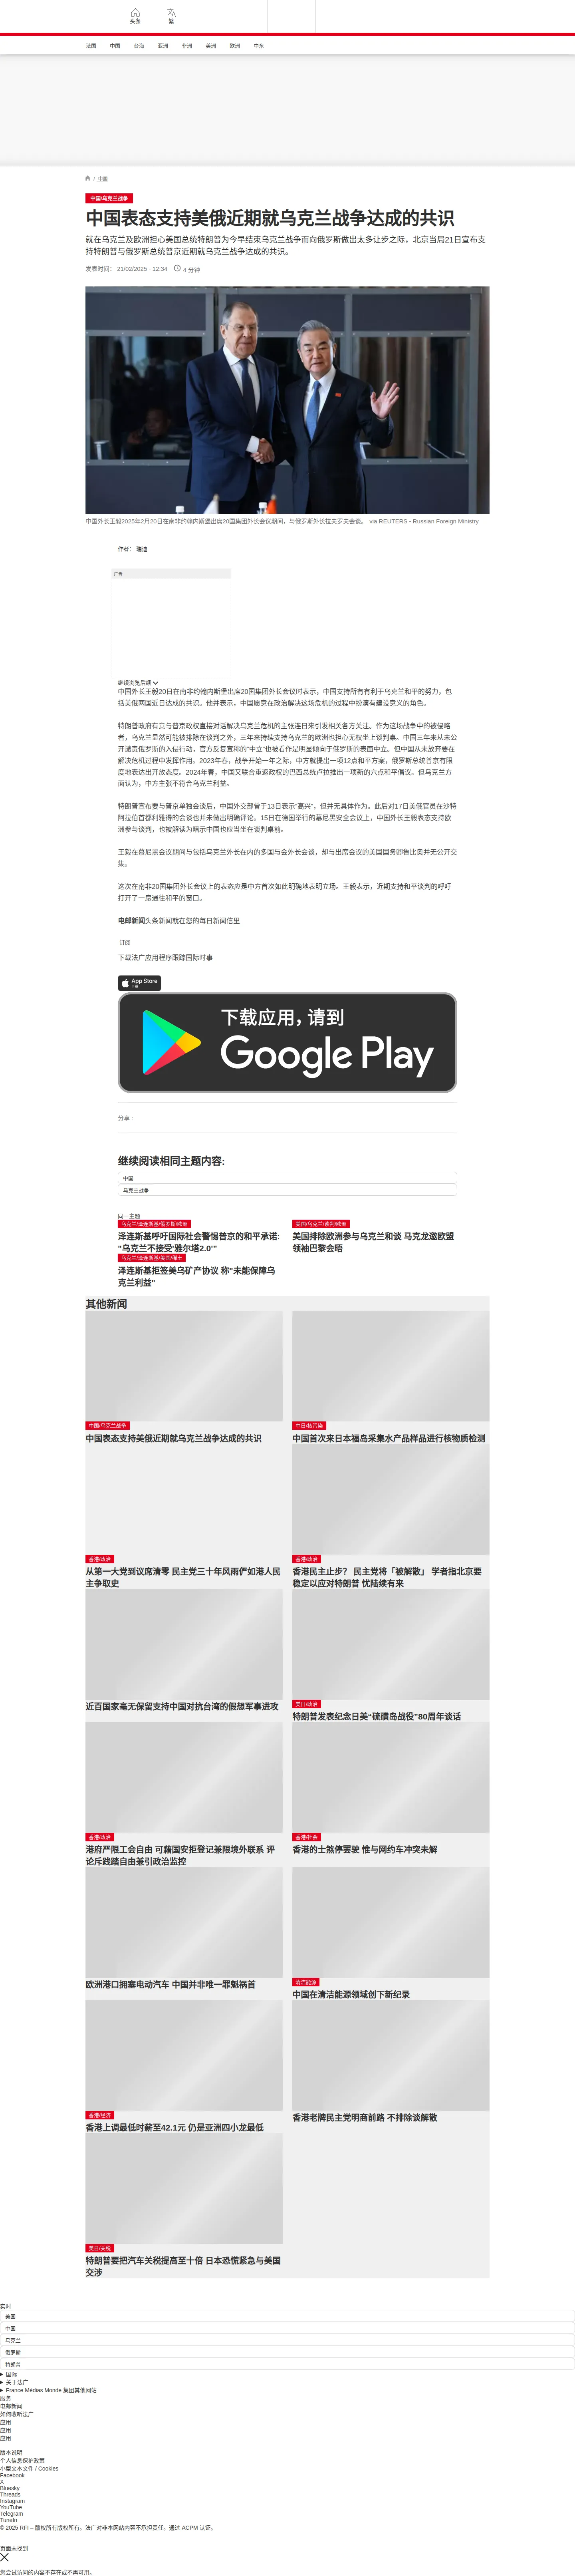 头条
繁
法国 中国 台海 亚洲 非洲 美洲 欧洲 中东
/ 中国
中国/乌克兰战争
中国表态支持美俄近期就乌克兰战争达成的共识
就在乌克兰及欧洲担心美国总统特朗普为今早结束乌克兰战争而向俄罗斯做出太多让步之际，北京当局21日宣布支
持特朗普与俄罗斯总统普京近期就乌克兰战争达成的共识。
发表时间： 21/02/2025 - 12:34 4 分钟
中国外长王毅2025年2月20日在南非约翰内斯堡出席20国集团外长会议期间，与俄罗斯外长拉夫罗夫会谈。 via REUTERS - Russian Foreign Ministry
作者： 瑞迪
广告
继续浏览后续
中国外长王毅20日在南非约翰内斯堡出席20国集团外长会议时表示，中国支持所有有利于乌克兰和平的努力，包
括美俄两国近日达成的共识。他并表示，中国愿意在政治解决这场危机的过程中扮演有建设意义的角色。
特朗普政府有意与普京政权直接对话解决乌克兰危机的主张连日来引发相关各方关注。作为这场战争中的被侵略
者，乌克兰显然可能被排除在谈判之外，三年来持续支持乌克兰的欧洲也担心无权坐上谈判桌。中国三年来从未公
开谴责俄罗斯的入侵行动，官方反复宣称的"中立"也被看作是明显倾向于俄罗斯的表面中立。但中国从未放弃要在
解决危机过程中发挥作用。2023年春，战争开始一年之际，中方就提出一项12点和平方案，俄罗斯总统普京有限
度地表达出开放态度。2024年春，中国又联合重返政权的巴西总统卢拉推出一项新的六点和平倡议。但乌克兰方
面认为，中方主张不符合乌克兰利益。
特朗普宣布要与普京单独会谈后，中国外交部曾于13日表示"高兴"，但并无具体作为。此后对17日美俄官员在沙特
阿拉伯首都利雅得的会谈也并未做出明确评论。15日在德国举行的慕尼黑安全会议上，中国外长王毅表态支持欧
洲参与谈判，也被解读为暗示中国也应当坐在谈判桌前。
王毅在慕尼黑会议期间与包括乌克兰外长在内的多国与会外长会谈，却与出席会议的美国国务卿鲁比奥并无公开交
集。
这次在南非20国集团外长会议上的表态应是中方首次如此明确地表明立场。王毅表示，近期支持和平谈判的呼吁
打开了一扇通往和平的窗口。
电邮新闻头条新闻就在您的每日新闻信里
订阅
下载法广应用程序跟踪国际时事
App Store
下载
下载应用，请到
Google Play
分享 :
继续阅读相同主题内容:
中国
乌克兰战争
同一主题
乌克兰/泽连斯基/俄罗斯/欧洲
泽连斯基呼吁国际社会警惕普京的和平承诺:
"乌克兰不接受'雅尔塔2.0'"
美国/乌克兰/谈判/欧洲
美国排除欧洲参与乌克兰和谈 马克龙邀欧盟
领袖巴黎会晤
乌克兰/泽连斯基/美国/稀土
泽连斯基拒签美乌矿产协议 称"未能保障乌
克兰利益"
其他新闻
中国/乌克兰战争
中国表态支持美俄近期就乌克兰战争达成的共识
中日/核污染
中国首次来日本福岛采集水产品样品进行核物质检测
香港/政治
从第一大党到议席清零 民主党三十年风雨俨如港人民
主争取史
香港/政治
香港民主止步？ 民主党将「被解散」 学者指北京要
稳定以应对特朗普 忧陆续有来
近百国家毫无保留支持中国对抗台湾的假想军事进攻
美日/政治
特朗普发表纪念日美"硫磺岛战役"80周年谈话
香港/政治
港府严限工会自由 可藉国安拒登记兼限境外联系 评
论斥践踏自由兼引政治监控
香港/社会
香港的士煞停罢驶 惟与网约车冲突未解
欧洲港口拥塞电动汽车 中国并非唯一罪魁祸首
清洁能源
中国在清洁能源领域创下新纪录
香港/经济
香港上调最低时薪至42.1元 仍是亚洲四小龙最低
香港老牌民主党明商前路 不排除谈解散
美日/关税
特朗普要把汽车关税提高至十倍 日本恐慌紧急与美国
交涉
实时
美国
中国
乌克兰
俄罗斯
特朗普
国际
关于法广
France Médias Monde 集团其他网站
服务
电邮新闻
如何收听法广
应用
应用
应用
版本说明
个人信息保护政策
小型文本文件 / Cookies
Facebook
X
Bluesky
Threads
Instagram
YouTube
Telegram
TuneIn
© 2025 RFI – 版权所有版权所有。法广对非本网站内容不承担责任。通过 ACPM 认证。
页面未找到
您尝试访问的内容不存在或不再可用。